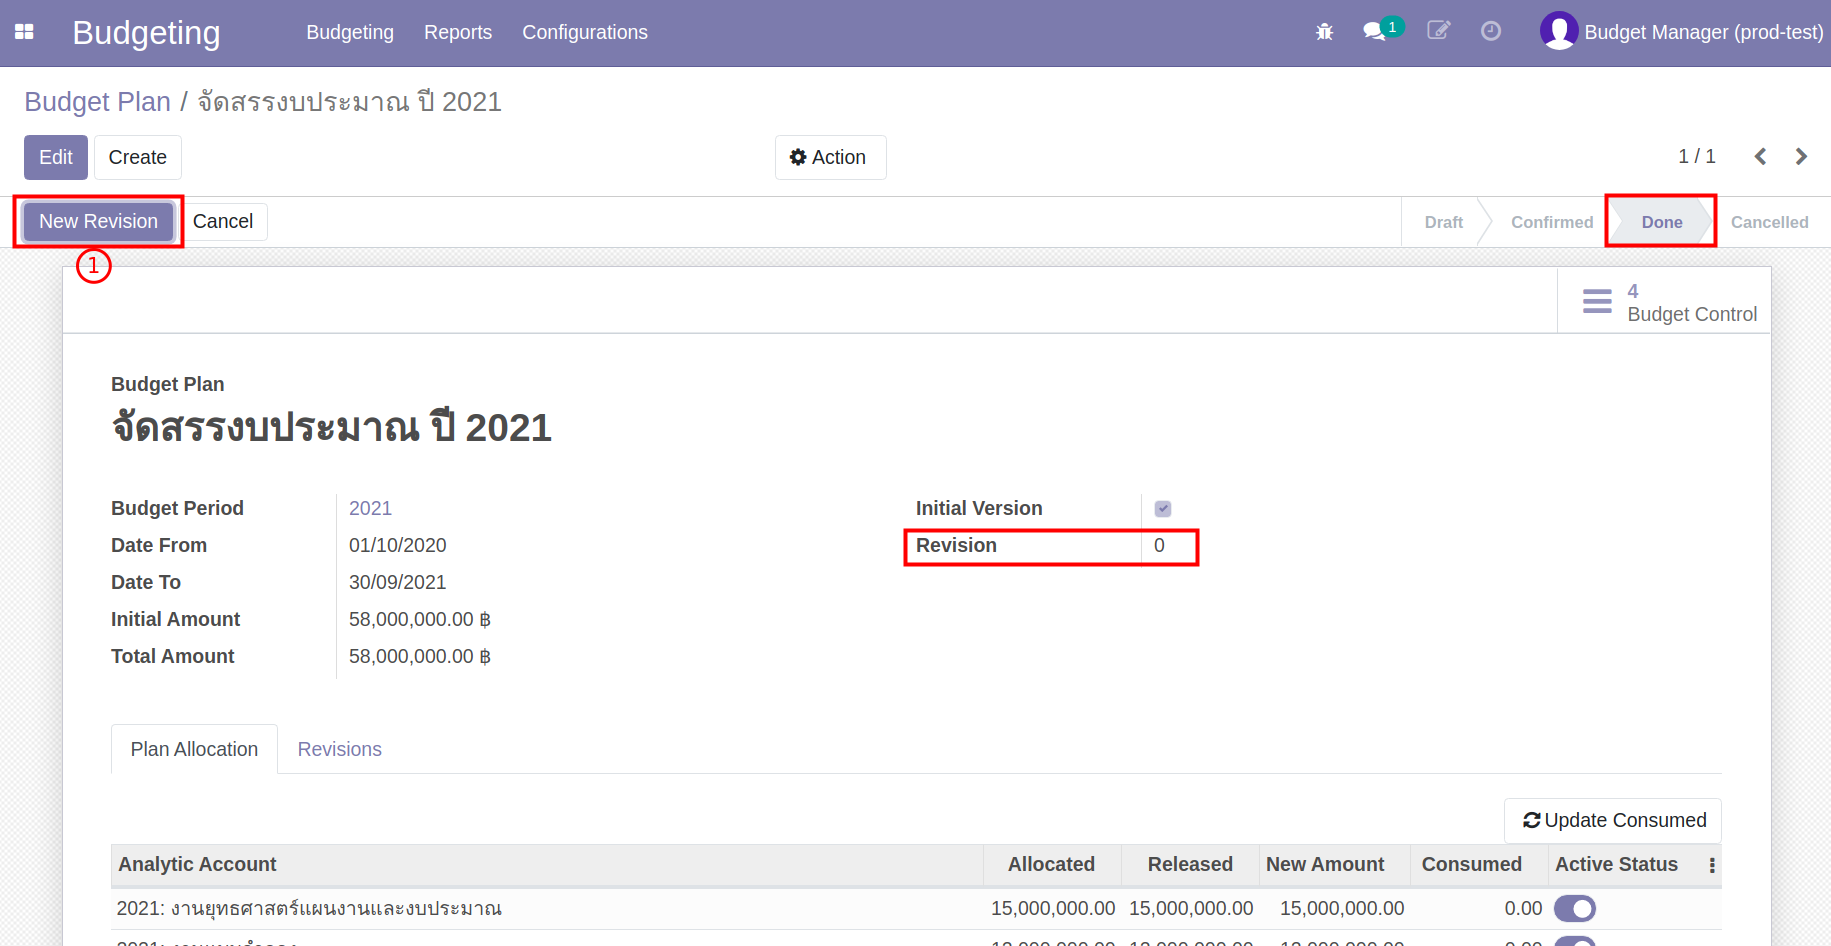 Budgeting
Budgeting Reports Configurations
1
Budget Manager (prod-test)
Budget Plan / จัดสรรงบประมาณ ปี 2021
Edit Create
Action
1 / 1
New Revision Cancel
Draft Confirmed Done Cancelled
1
4
Budget Control
Budget Plan
จัดสรรงบประมาณ ปี 2021
Budget Period 2021
Initial Version
Date From 01/10/2020
Revision 0
Date To 30/09/2021
Initial Amount 58,000,000.00 ฿
Total Amount 58,000,000.00 ฿
Plan Allocation Revisions
Update Consumed
Analytic Account Allocated Released New Amount Consumed Active Status
2021: งานยุทธศาสตร์แผนงานและงบประมาณ 15,000,000.00 15,000,000.00 15,000,000.00 0.00